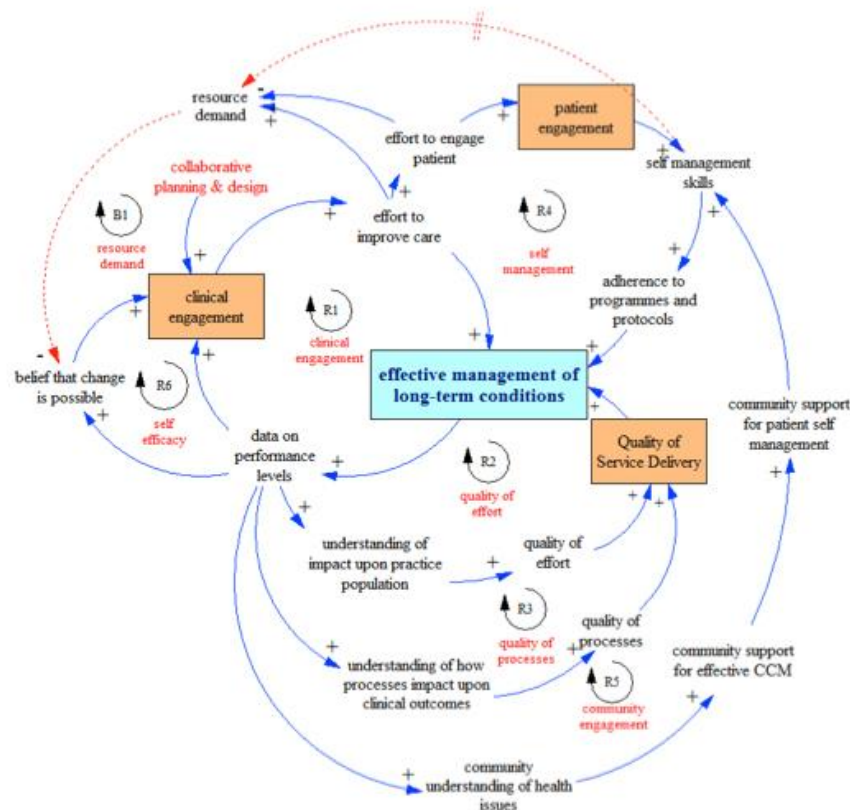 resource
demand
-
+
effort to engage
patient
+
patient
engagement
+
self management
skills
+
collaborative
planning & design
+
B1
resource
demand
+
effort to
improve care
+
R4
self
management
+
adherence to
programmes and
protocols
+
clinical
engagement
+
R1
clinical
engagement
+
+
-
belief that change
is possible
+
R6
self
efficacy
+
effective management of
long-term conditions
+
community support
for patient self
management
+
data on
performance
levels
+
R2
quality of
effort
Quality of
Service Delivery
+
+
+
understanding of
impact upon practice
population
+
quality of
effort
R3
quality of
processes
+
quality of
processes
+
understanding of how
processes impact upon
clinical outcomes
R5
community
engagement
community support
for effective CCM
+
+
community
understanding of health
issues